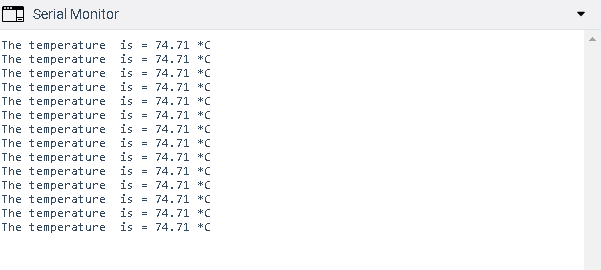 Serial Monitor
The temperature  is = 74.71 *C
The temperature  is = 74.71 *C
The temperature  is = 74.71 *C
The temperature  is = 74.71 *C
The temperature  is = 74.71 *C
The temperature  is = 74.71 *C
The temperature  is = 74.71 *C
The temperature  is = 74.71 *C
The temperature  is = 74.71 *C
The temperature  is = 74.71 *C
The temperature  is = 74.71 *C
The temperature  is = 74.71 *C
The temperature  is = 74.71 *C
The temperature  is = 74.71 *C